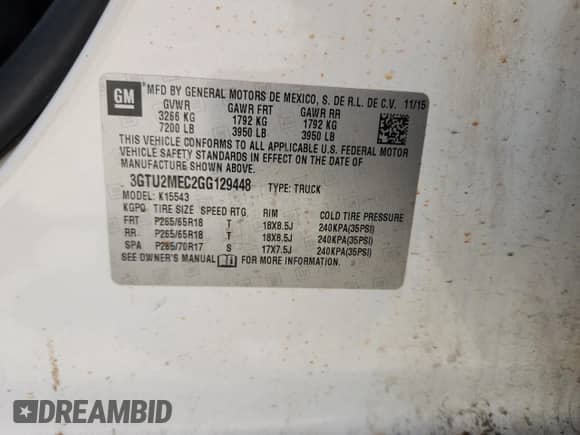 GM
MFD BY GENERAL MOTORS DE MEXICO, S. DE R.L. DE C.V. 11/15
GVWR GAWR FRT GAWR RR
3266 KG 1792 KG 1792 KG
7200 LB 3950 LB 3950 LB
THIS VEHICLE CONFORMS TO ALL APPLICABLE U.S. FEDERAL MOTOR
VEHICLE SAFETY STANDARDS IN EFFECT ON THE DATE OF
MANUFACTURE SHOWN ABOVE.
3GTU2MEC2GG129448 TYPE: TRUCK
K15543
KGPQ TIRE SIZE SPEED RTG. RIM COLD TIRE PRESSURE
FRT P265/65R18 T 18X8.5J 240KPA(35PSI)
RR P265/65R18 T 18X8.5J 240KPA(35PSI)
SPA P265/70R17 S 17X7.5J 240KPA(35PSI)
SEE OWNER'S MANUAL FOR MORE INFORMATION.
DREAMBID